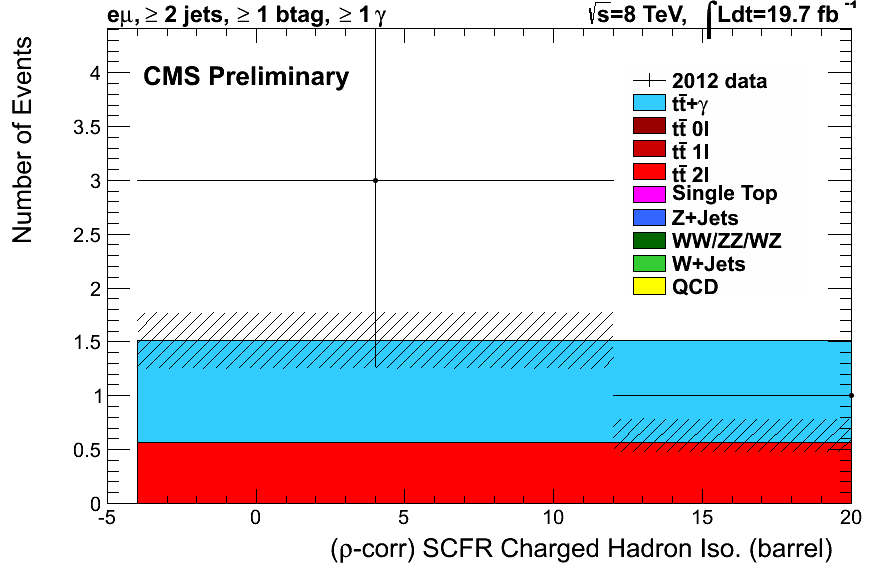 eμ, ≥ 2 jets, ≥ 1 btag, ≥ 1 γ
√s=8 TeV, ∫Ldt=19.7 fb⁻¹
CMS Preliminary
Number of Events
4
3.5
3
2.5
2
1.5
1
0.5
0
2012 data
tt̄+γ
tt̄ 0l
tt̄ 1l
tt̄ 2l
Single Top
Z+Jets
WW/ZZ/WZ
W+Jets
QCD
-5 0 5 10 15 20
(ρ-corr) SCFR Charged Hadron Iso. (barrel)